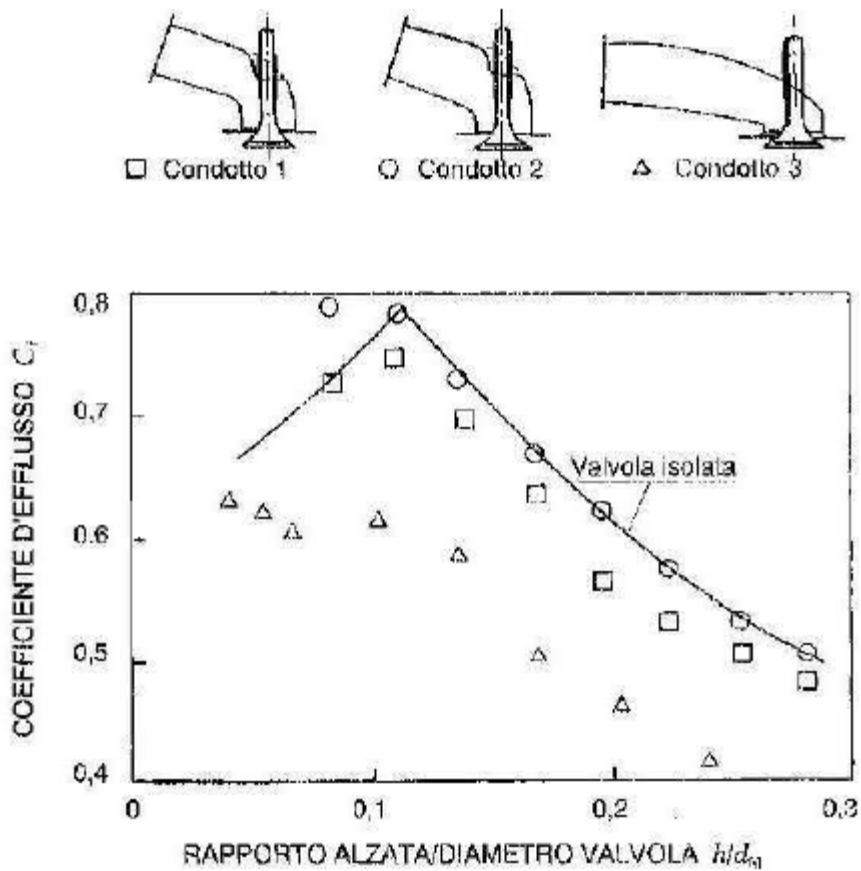 □ Condotto 1
○ Condotto 2
△ Condotto 3
COEFFICIENTE D'EFFLUSSO
0,8
0,7
0,6
0,5
0,4
Valvola isolata
0
0,1
0,2
0,3
RAPPORTO ALZATA/DIAMETRO VALVOLA h/d